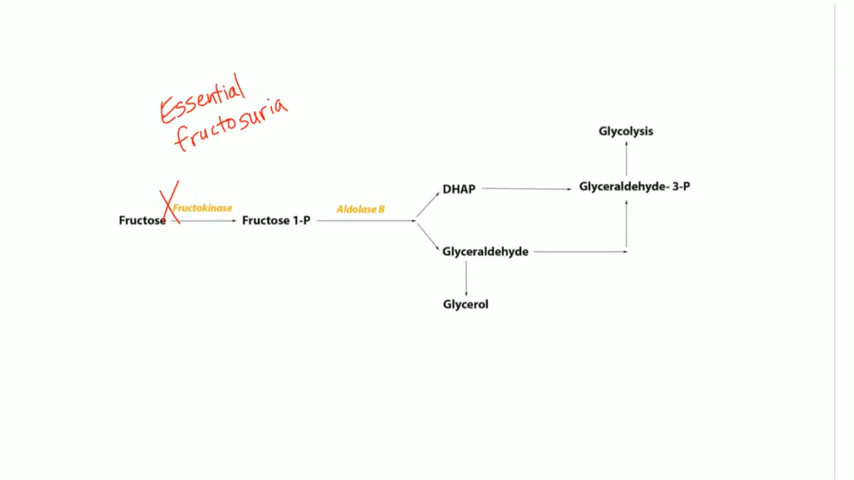 Essential
fructosuria
Glycolysis
DHAP
Glyceraldehyde- 3-P
Fructokinase
Aldolase B
Fructose
Fructose 1-P
Glyceraldehyde
Glycerol